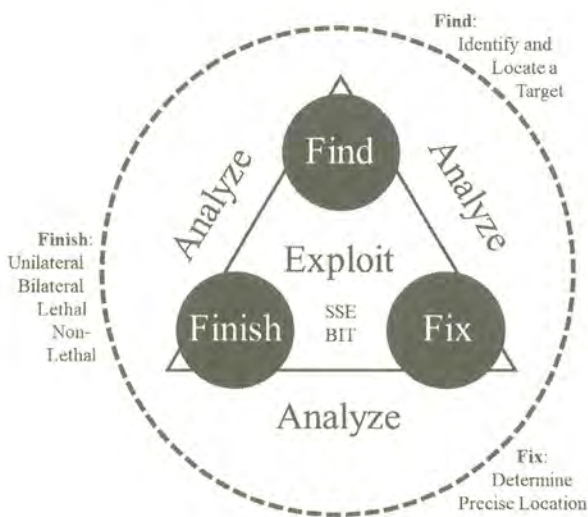 Find:
Identify and
Locate a
Target
Find
Analyze
Analyze
Finish:
Unilateral
Bilateral
Lethal
Non-
Lethal
Exploit
SSE
BIT
Finish
Fix
Analyze
Fix:
Determine
Precise Location